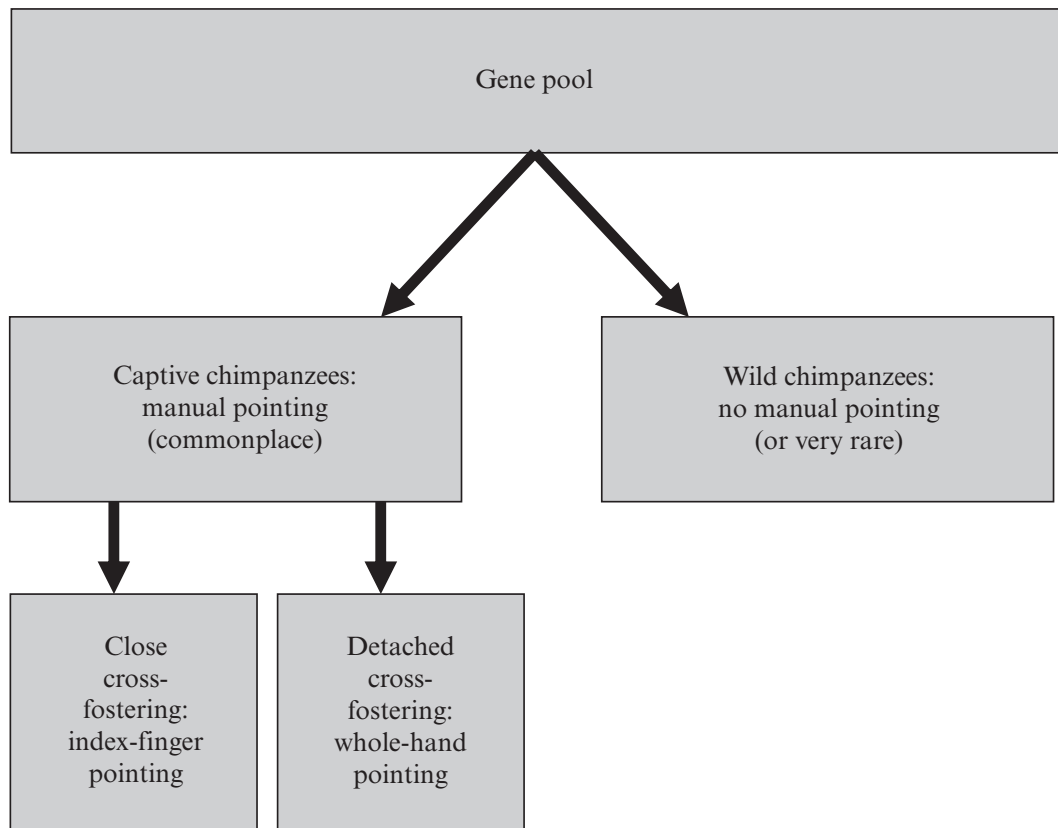 Gene pool
Captive chimpanzees:
manual pointing
(commonplace)
Wild chimpanzees:
no manual pointing
(or very rare)
Close
cross-
fostering:
index-finger
pointing
Detached
cross-
fostering:
whole-hand
pointing